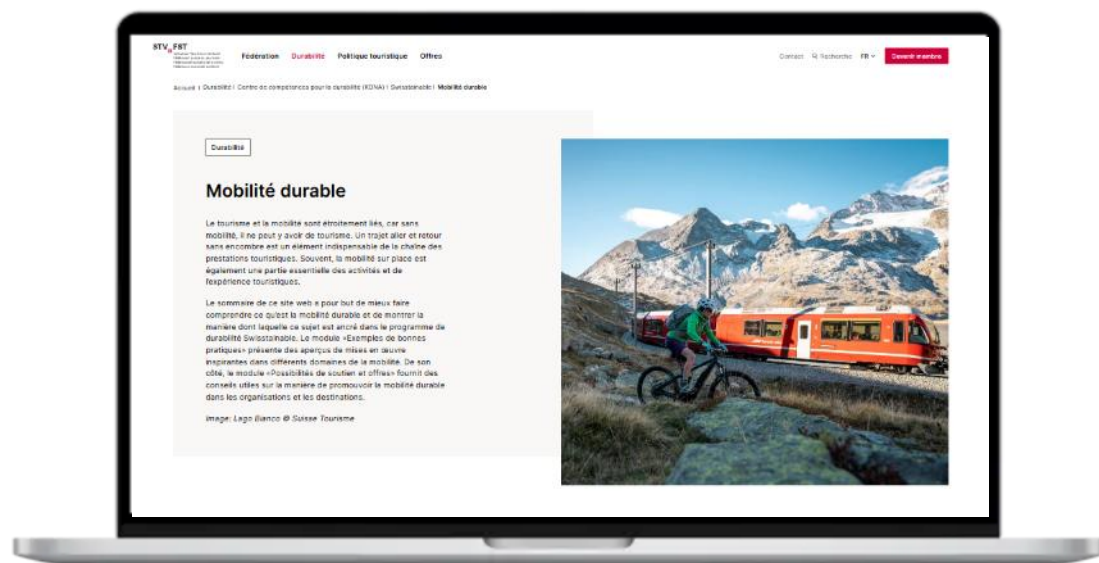 STV FST
Fédération Durabilité Politique touristique Offres
Contact Recherche FR Devenir membre
Accueil | Durabilité | Centre de compétences pour la durabilité (KONA) | Swisstainable | Mobilité durable
Durabilité
Mobilité durable
Le tourisme et la mobilité sont étroitement liés, car sans
mobilité, il ne peut y avoir de tourisme. Un trajet aller et retour
sans encombre est un élément indispensable de la chaîne des
prestations touristiques. Souvent, la mobilité sur place est
également une partie essentielle des activités et de
l'expérience touristiques.
Le sommaire de ce site web a pour but de mieux faire
comprendre ce qu'est la mobilité durable et de montrer la
manière dont laquelle ce sujet est ancré dans le programme de
durabilité Swisstainable. Le module «Exemples de bonnes
pratiques» présente des aperçus de mises en œuvre
inspirantes dans différents domaines de la mobilité. De son
côté, le module «Possibilités de soutien et offres» fournit des
conseils utiles sur la manière de promouvoir la mobilité durable
dans les organisations et les destinations.
Image: Lago Bianco © Suisse Tourisme